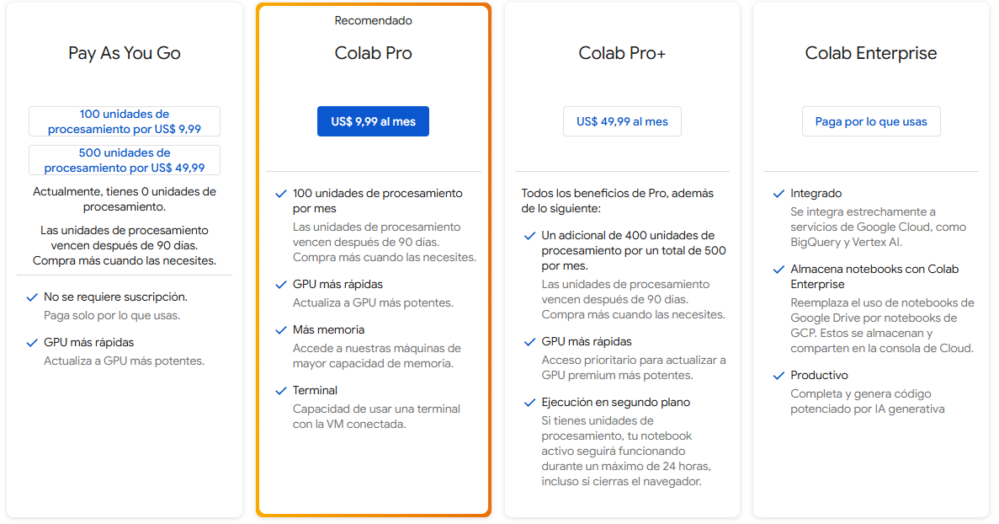 Pay As You Go
100 unidades de
procesamiento por US$ 9,99
500 unidades de
procesamiento por US$ 49,99
Actualmente, tienes 0 unidades de
procesamiento.
Las unidades de procesamiento
vencen después de 90 días.
Compra más cuando las necesites.
No se requiere suscripción.
Paga solo por lo que usas.
GPU más rápidas
Actualiza a GPU más potentes.
Recomendado
Colab Pro
US$ 9,99 al mes
100 unidades de procesamiento
por mes
Las unidades de procesamiento
vencen después de 90 días.
Compra más cuando las necesites.
GPU más rápidas
Actualiza a GPU más potentes.
Más memoria
Accede a nuestras máquinas de
mayor capacidad de memoria.
Terminal
Capacidad de usar una terminal
con la VM conectada.
Colab Pro+
US$ 49,99 al mes
Todos los beneficios de Pro, además
de lo siguiente:
Un adicional de 400 unidades de
procesamiento por un total de 500
por mes.
Las unidades de procesamiento
vencen después de 90 días.
Compra más cuando las necesites.
GPU más rápidas
Acceso prioritario para actualizar a
GPU premium más potentes.
Ejecución en segundo plano
Si tienes unidades de
procesamiento, tu notebook
activo seguirá funcionando
durante un máximo de 24 horas,
incluso si cierras el navegador.
Colab Enterprise
Paga por lo que usas
Integrado
Se integra estrechamente a
servicios de Google Cloud, como
BigQuery y Vertex AI.
Almacena notebooks con Colab
Enterprise
Reemplaza el uso de notebooks de
Google Drive por notebooks de
GCP. Estos se almacenan y
comparten en la consola de Cloud.
Productivo
Completa y genera código
potenciado por IA generativa